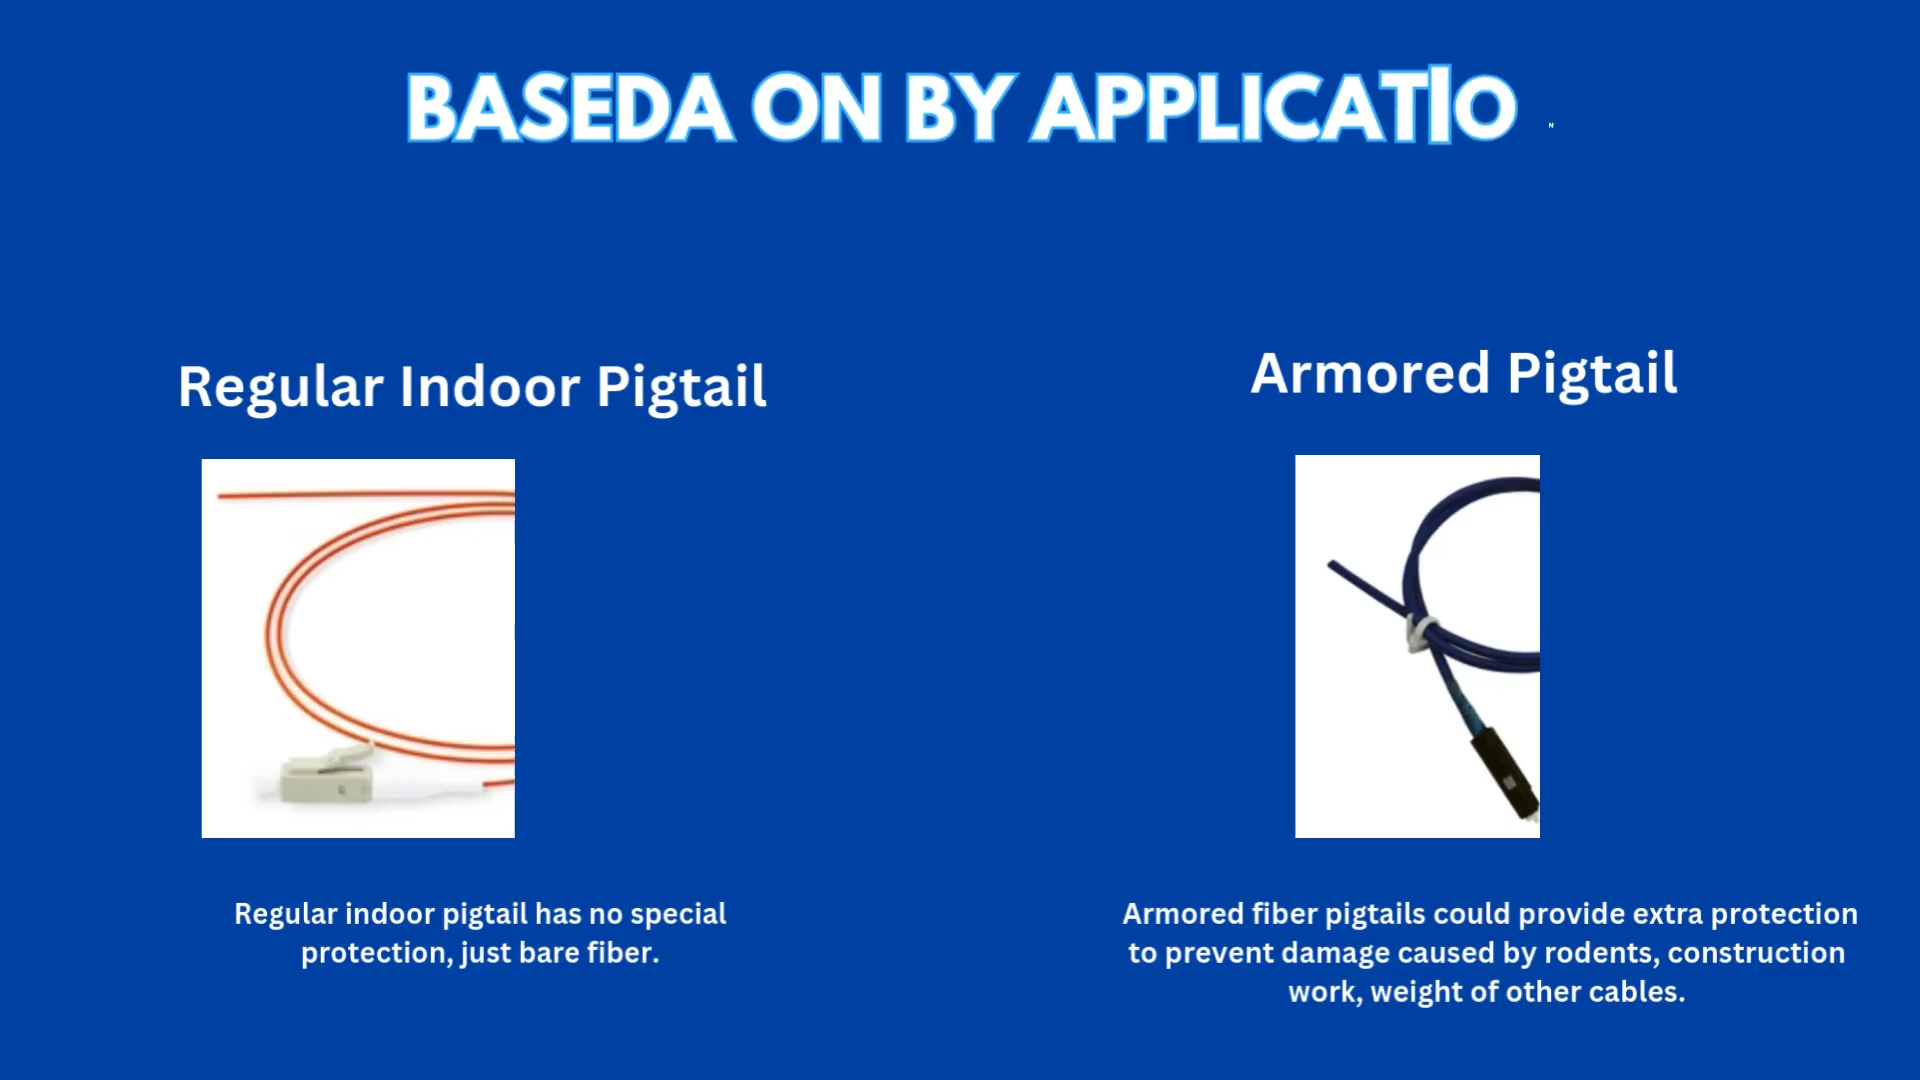 BASEDA ON BY APPLICATION
Regular Indoor Pigtail
Armored Pigtail
Regular indoor pigtail has no special
protection, just bare fiber.
Armored fiber pigtails could provide extra protection
to prevent damage caused by rodents, construction
work, weight of other cables.